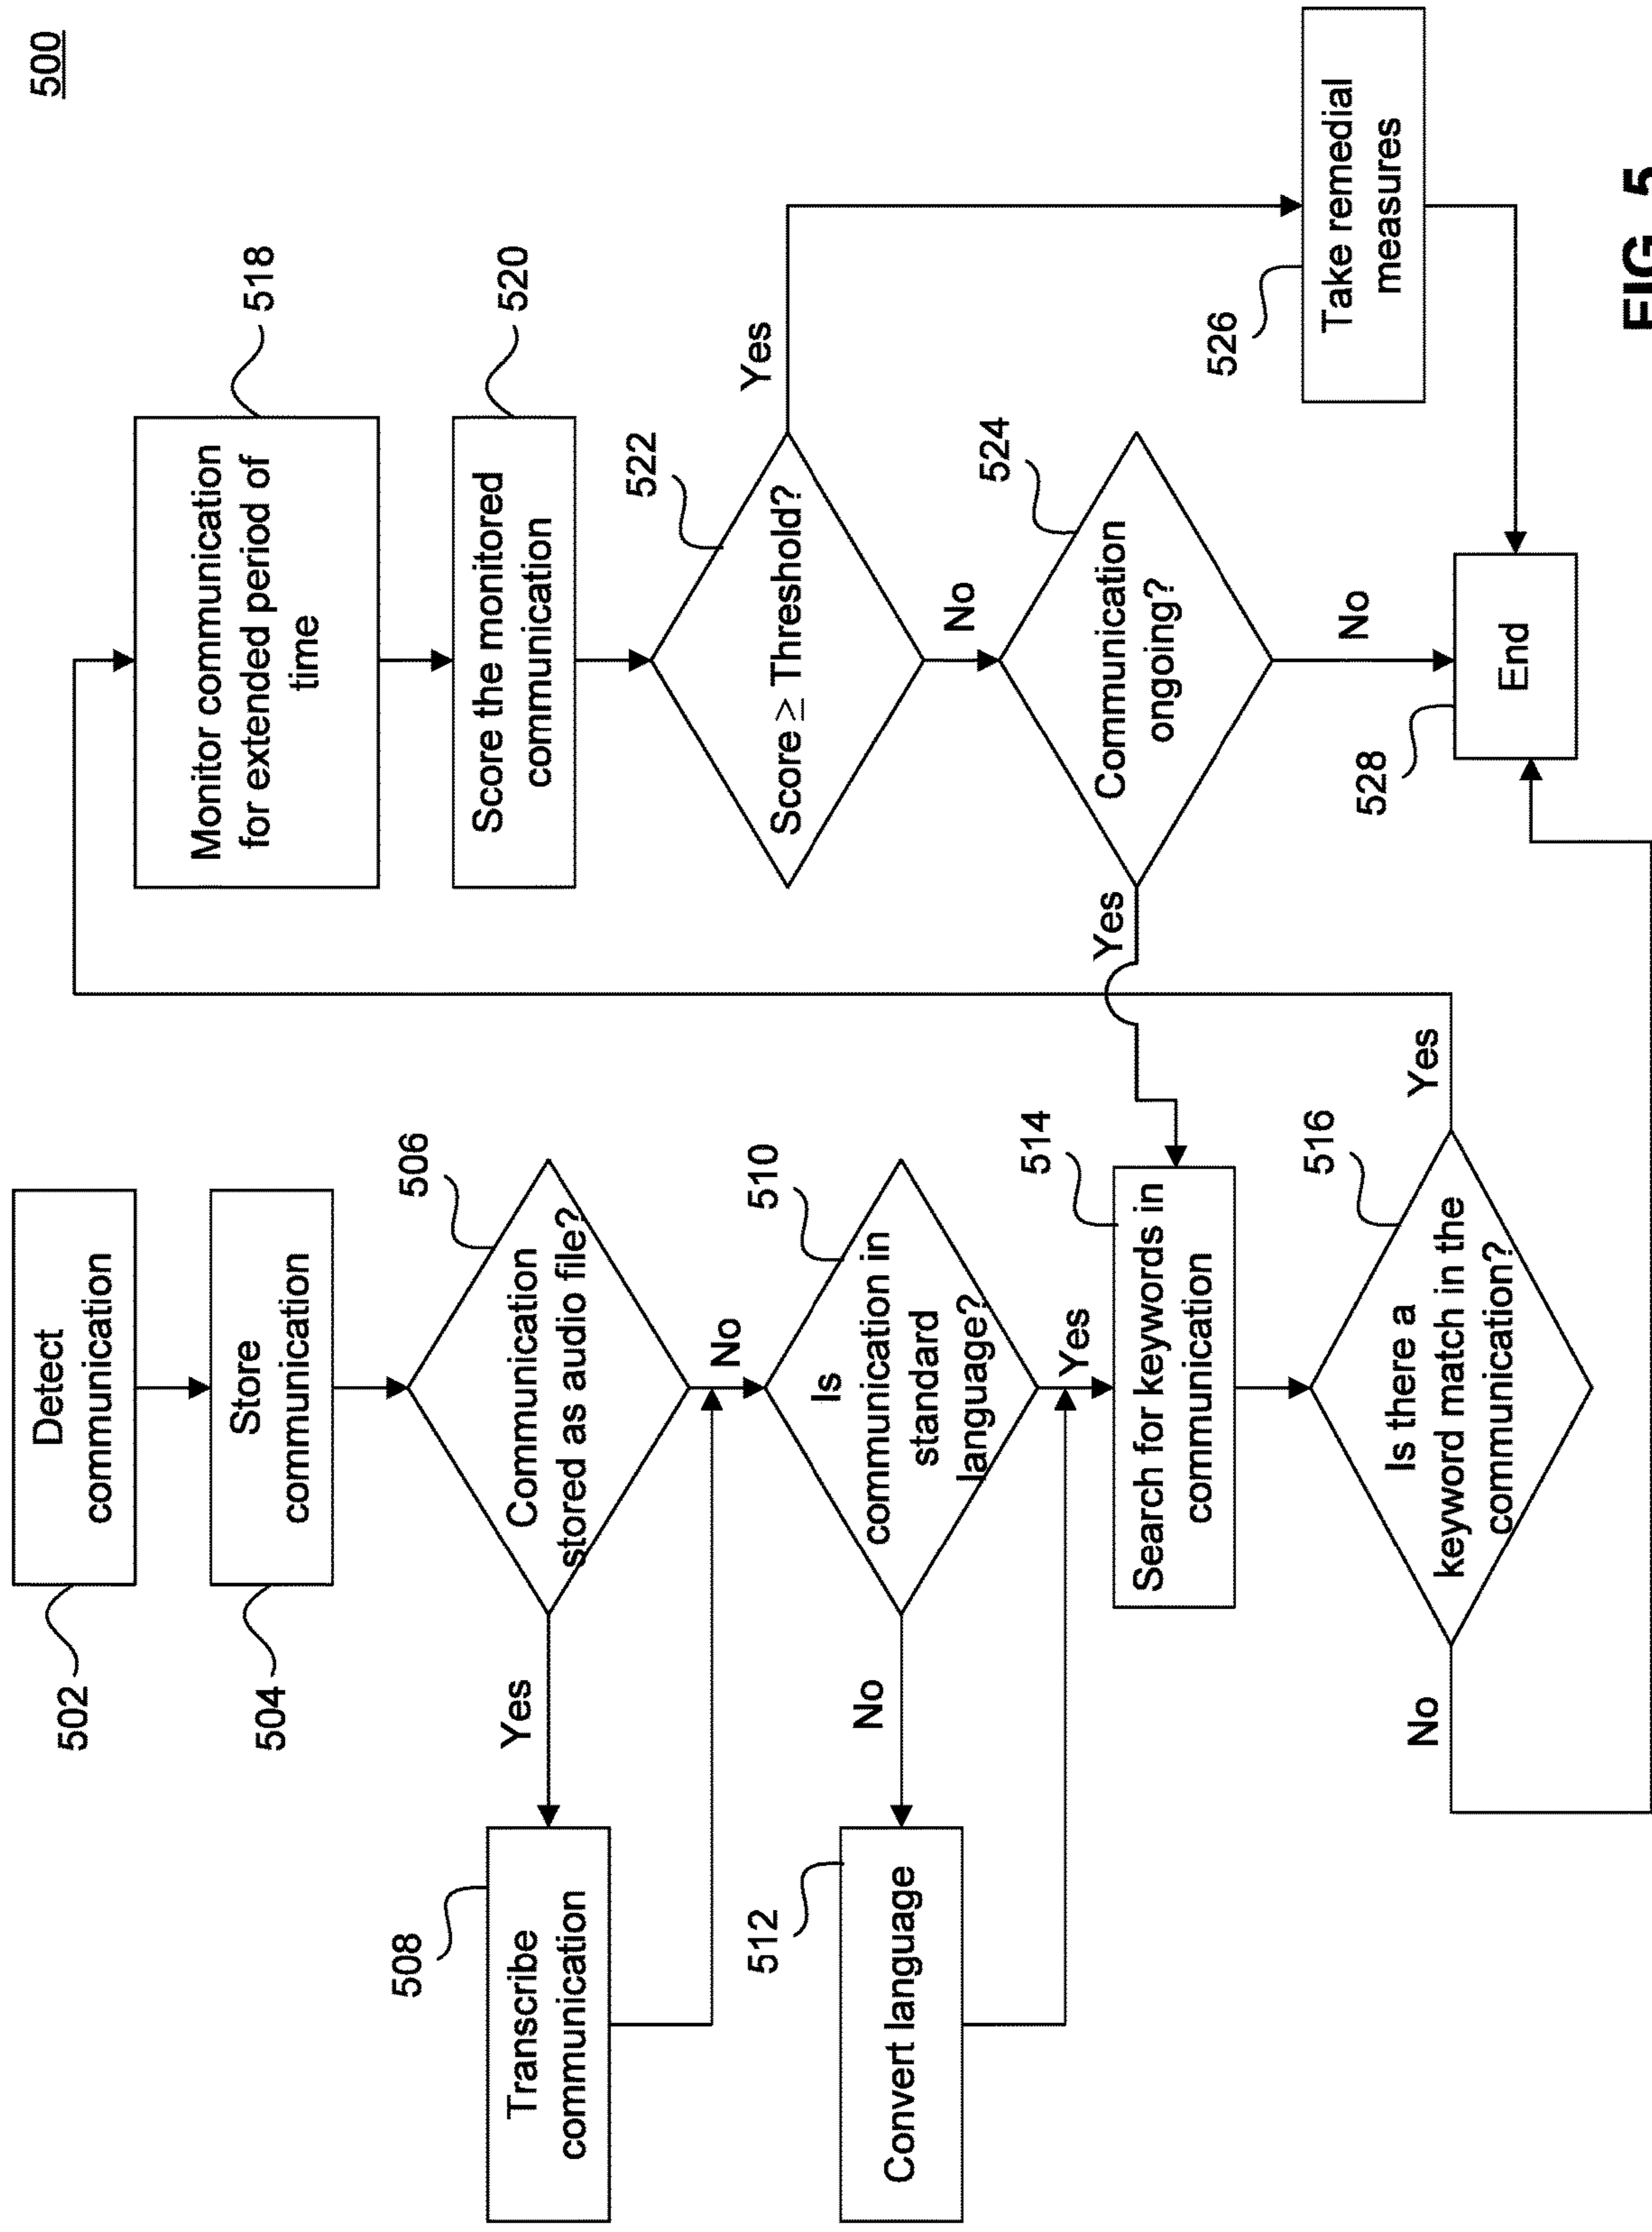 500
502
Detect
communication
504
Store
communication
506
Communication
stored as audio file?
Yes
No
508
Transcribe
communication
510
Is
communication in
standard
language?
No
Yes
512
Convert language
514
Search for keywords in
communication
516
Is there a
keyword match in the
communication?
No
Yes
518
Monitor communication
for extended period of
time
520
Score the monitored
communication
522
Score ≥ Threshold?
Yes
No
524
Communication
ongoing?
Yes
No
526
Take remedial
measures
528
End
FIG. 5